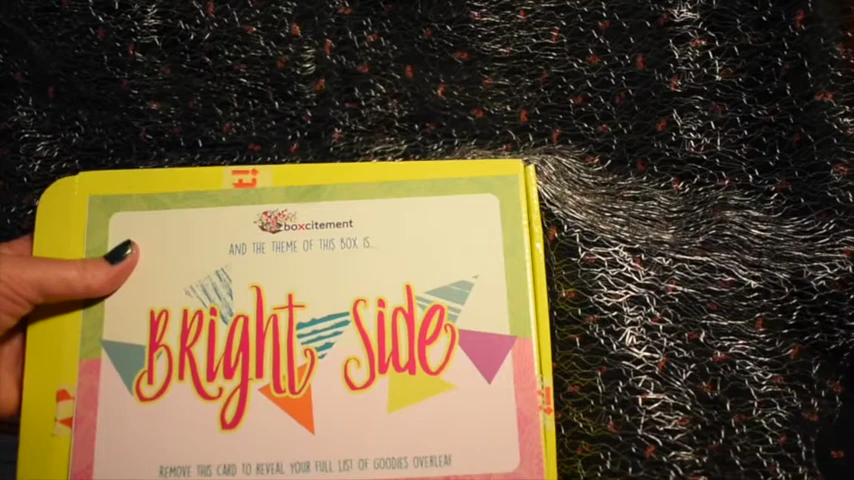 boxcitement
AND THE THEME OF THIS BOX IS...
BRight Side
REMOVE THIS CARD TO REVEAL YOUR FULL LIST OF GOODIES OVERLEAF